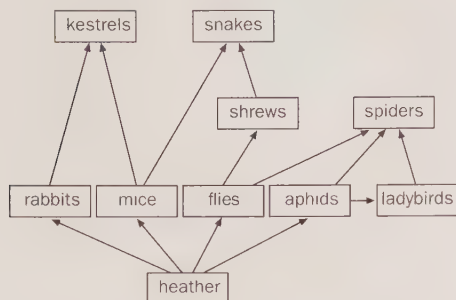 kestrels snakes
shrews spiders
rabbits mice flies aphids ladybirds
heather